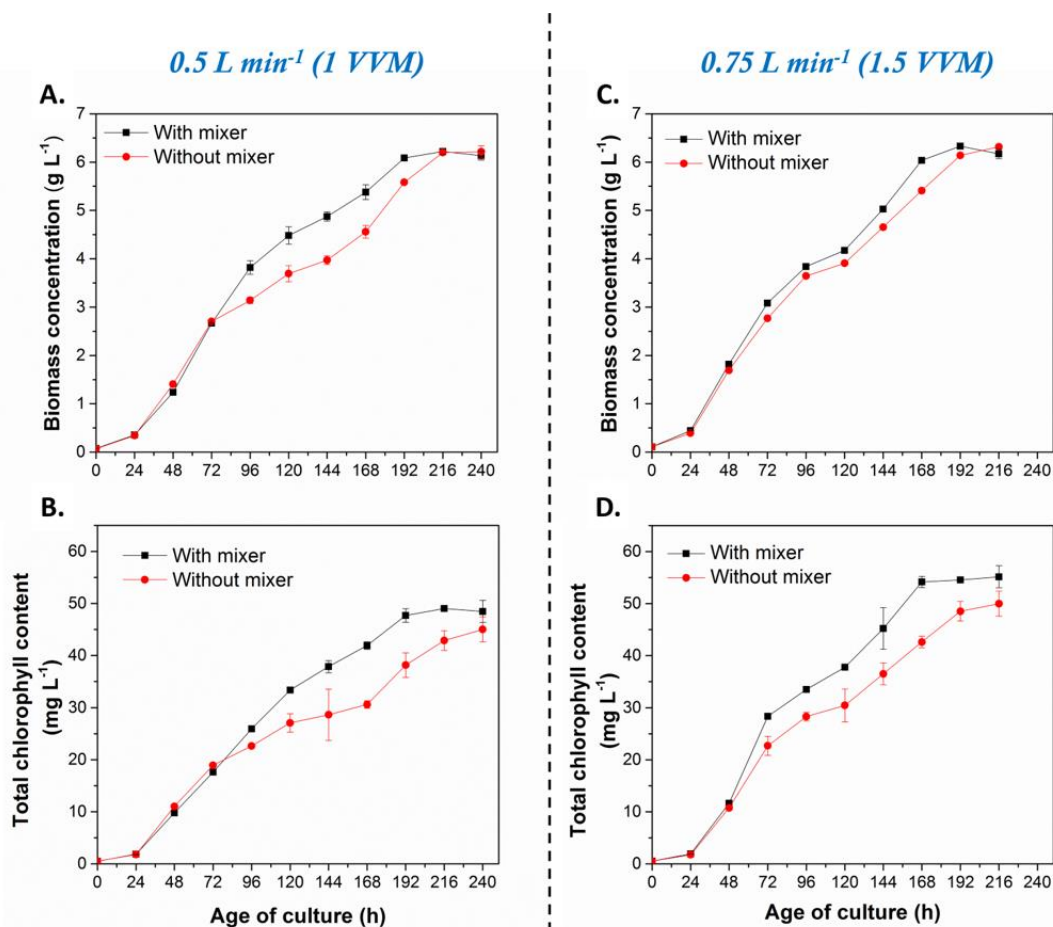 0.5 L min⁻¹ (1 VVM)
0.75 L min⁻¹ (1.5 VVM)
A.
Biomass concentration (g L⁻¹)
7
6
5
4
3
2
1
0
With mixer
Without mixer
0 24 48 72 96 120 144 168 192 216 240
C.
Biomass concentration (g L⁻¹)
7
6
5
4
3
2
1
0
With mixer
Without mixer
0 24 48 72 96 120 144 168 192 216 240
B.
Total chlorophyll content
(mg L⁻¹)
60
50
40
30
20
10
0
With mixer
Without mixer
0 24 48 72 96 120 144 168 192 216 240
Age of culture (h)
D.
Total chlorophyll content
(mg L⁻¹)
60
50
40
30
20
10
0
With mixer
Without mixer
0 24 48 72 96 120 144 168 192 216 240
Age of culture (h)